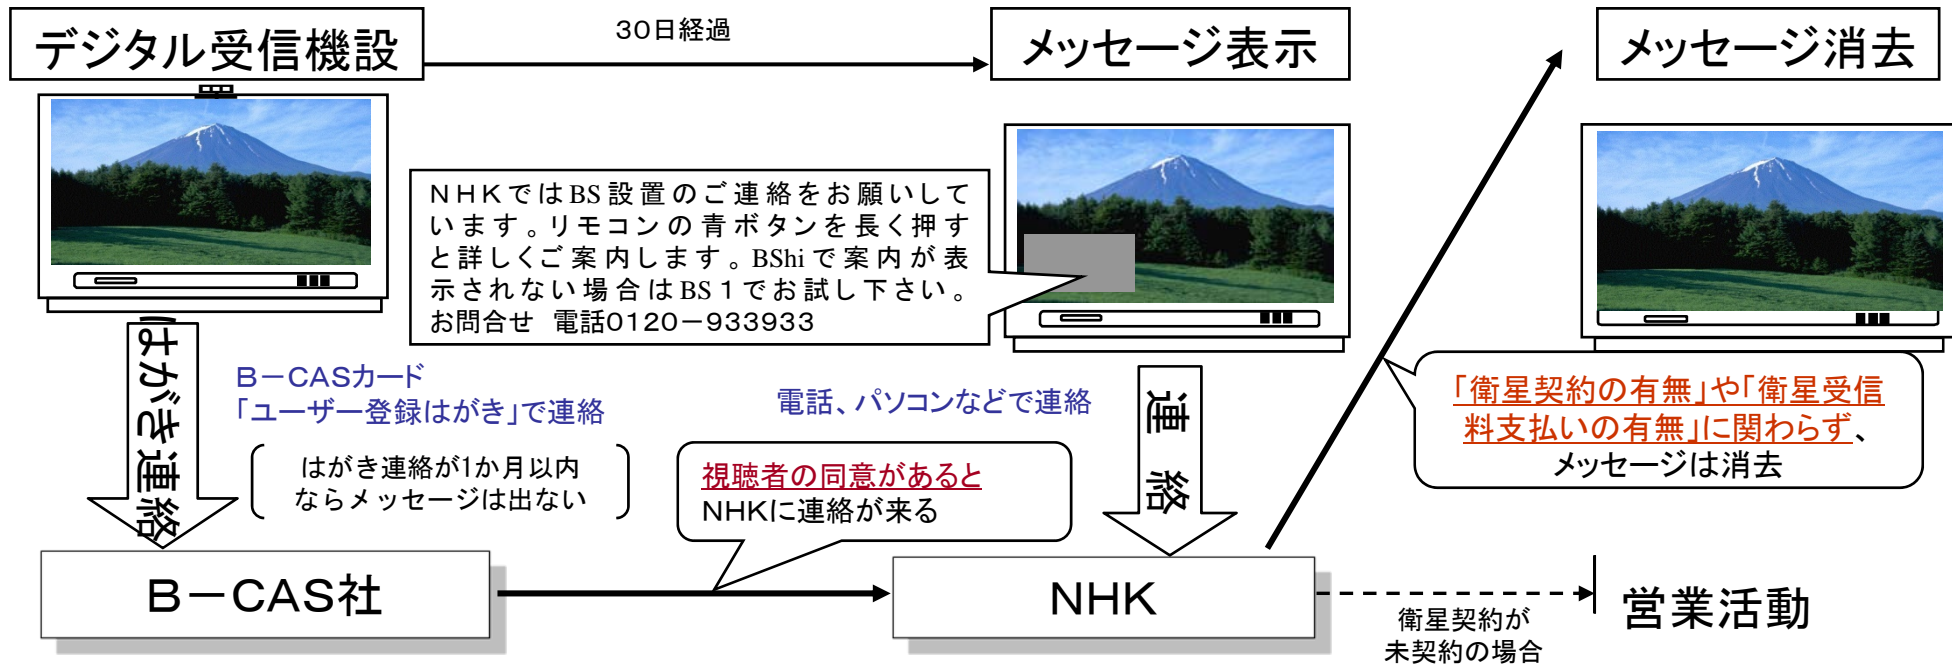 デジタル受信機設
30日経過
メッセージ表示
メッセージ消去
NHKではBS設置のご連絡をお願いして
います。リモコンの青ボタンを長く押す
と詳しくご案内します。BShiで案内が表
示されない場合はBS1でお試し下さい。
お問合せ 電話0120-933933
はがき連絡
B-CASカード
「ユーザー登録はがき」で連絡
はがき連絡が1か月以内
ならメッセージは出ない
電話、パソコンなどで連絡
連絡
視聴者の同意があると
NHKに連絡が来る
「衛星契約の有無」や「衛星受信
料支払いの有無」に関わらず、
メッセージは消去
B-CAS社
NHK
衛星契約が
未契約の場合
営業活動